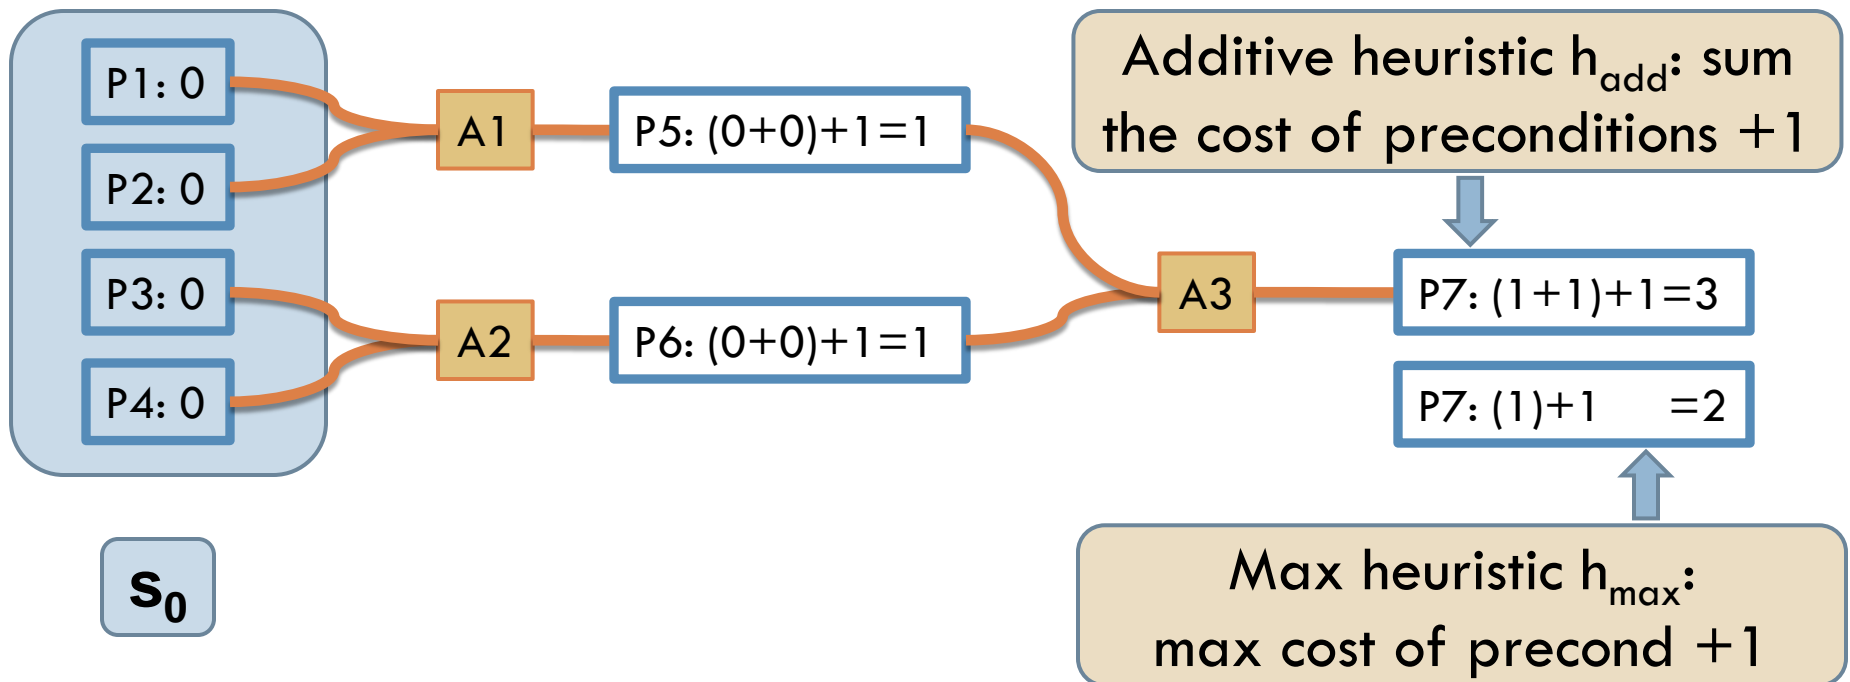 P1: 0
P2: 0
P3: 0
P4: 0
s0
A1
A2
P5: (0+0)+1=1
P6: (0+0)+1=1
A3
Additive heuristic hadd: sum
the cost of preconditions +1
P7: (1+1)+1=3
P7: (1)+1 =2
Max heuristic hmax:
max cost of precond +1